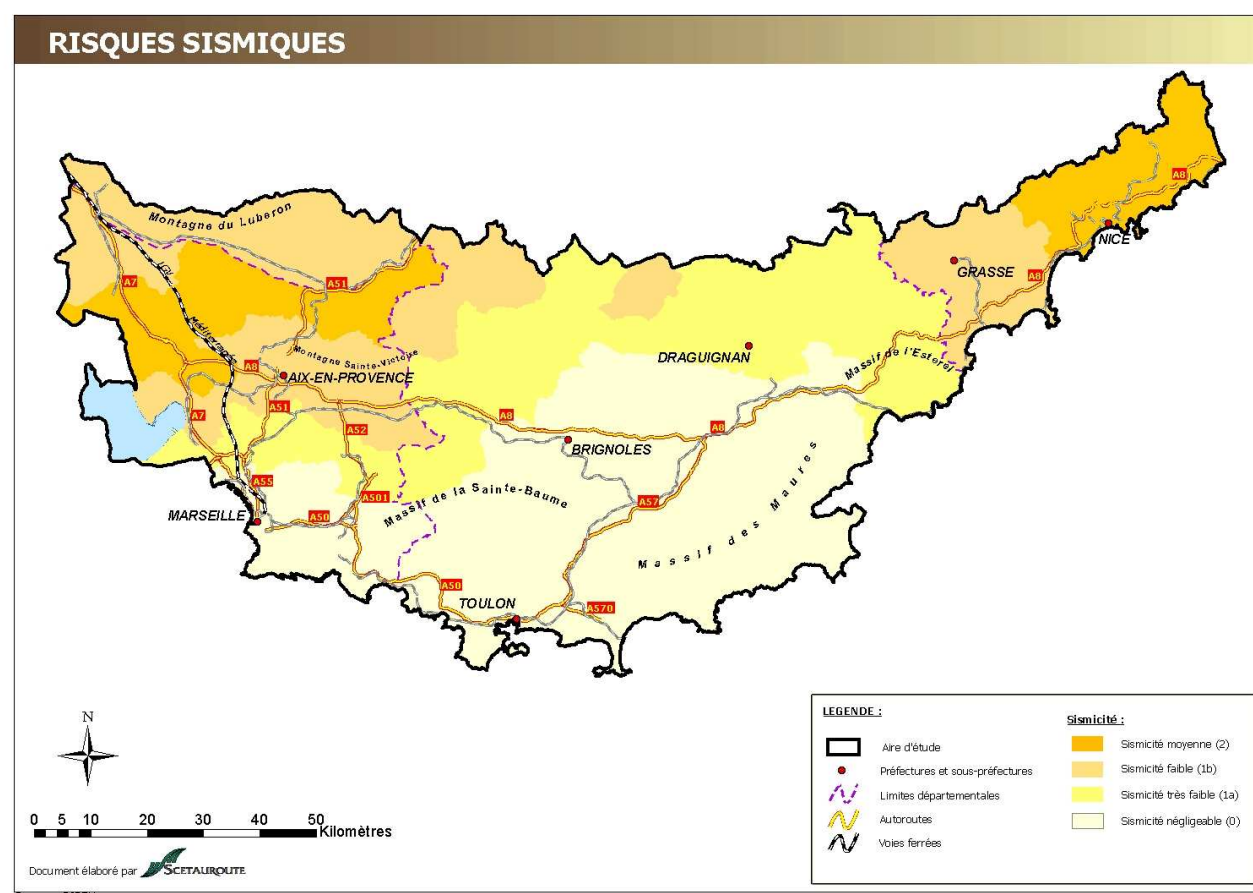 RISQUES SISMIQUES
Montagne du Luberon
A8
NICE
GRASSE
A8
A7
A51
LGV
Méditerranée
Montagne Sainte-Victoire
A8
AIX-EN-PROVENCE
DRAGUIGNAN
Massif de l'Esterel
A7
A51
A52
A8
A8
BRIGNOLES
A55
A501
Massif de la Sainte-Baume
A57
Massif des Maures
MARSEILLE
A50
A50
TOULON
A570
N
0 5 10 20 30 40 50
Kilomètres
Document élaboré par SCETAUROUTE
LEGENDE :
Aire d'étude
Préfectures et sous-préfectures
Limites départementales
Autoroutes
Voies ferrées
Sismicité :
Sismicité moyenne (2)
Sismicité faible (1b)
Sismicité très faible (1a)
Sismicité négligeable (0)